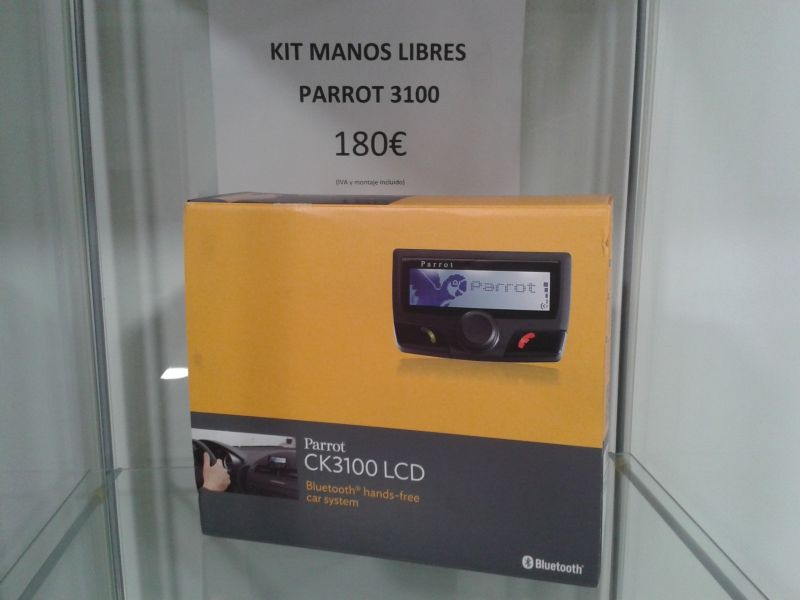 KIT MANOS LIBRES
PARROT 3100
180€
(IVA y montaje incluido)
Parrot
Parrot
Parrot
CK3100 LCD
Bluetooth® hands-free
car system
Bluetooth®